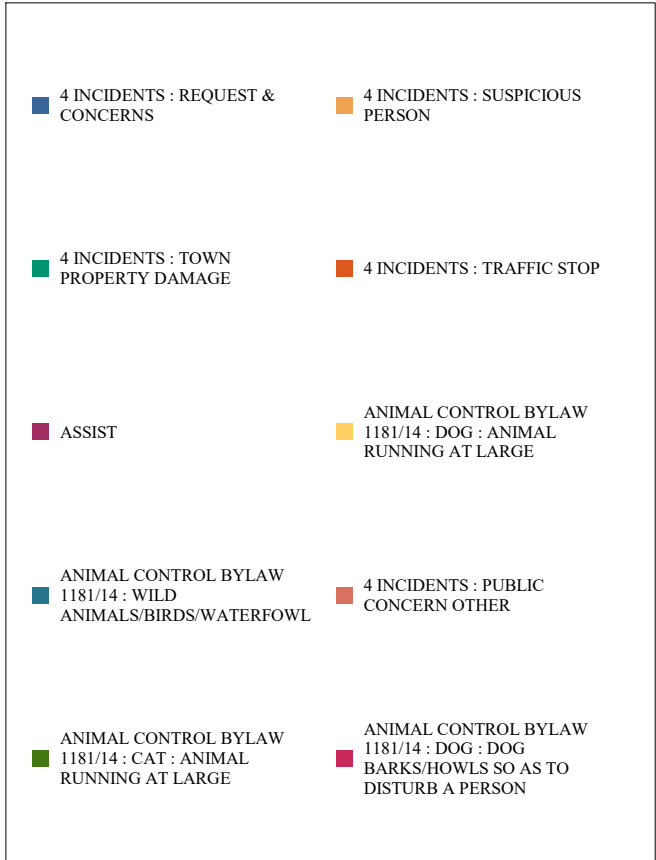 4 INCIDENTS : REQUEST &
CONCERNS
4 INCIDENTS : SUSPICIOUS
PERSON
4 INCIDENTS : TOWN
PROPERTY DAMAGE
4 INCIDENTS : TRAFFIC STOP
ASSIST
ANIMAL CONTROL BYLAW
1181/14 : DOG : ANIMAL
RUNNING AT LARGE
ANIMAL CONTROL BYLAW
1181/14 : WILD
ANIMALS/BIRDS/WATERFOWL
4 INCIDENTS : PUBLIC
CONCERN OTHER
ANIMAL CONTROL BYLAW
1181/14 : CAT : ANIMAL
RUNNING AT LARGE
ANIMAL CONTROL BYLAW
1181/14 : DOG : DOG
BARKS/HOWLS SO AS TO
DISTURB A PERSON